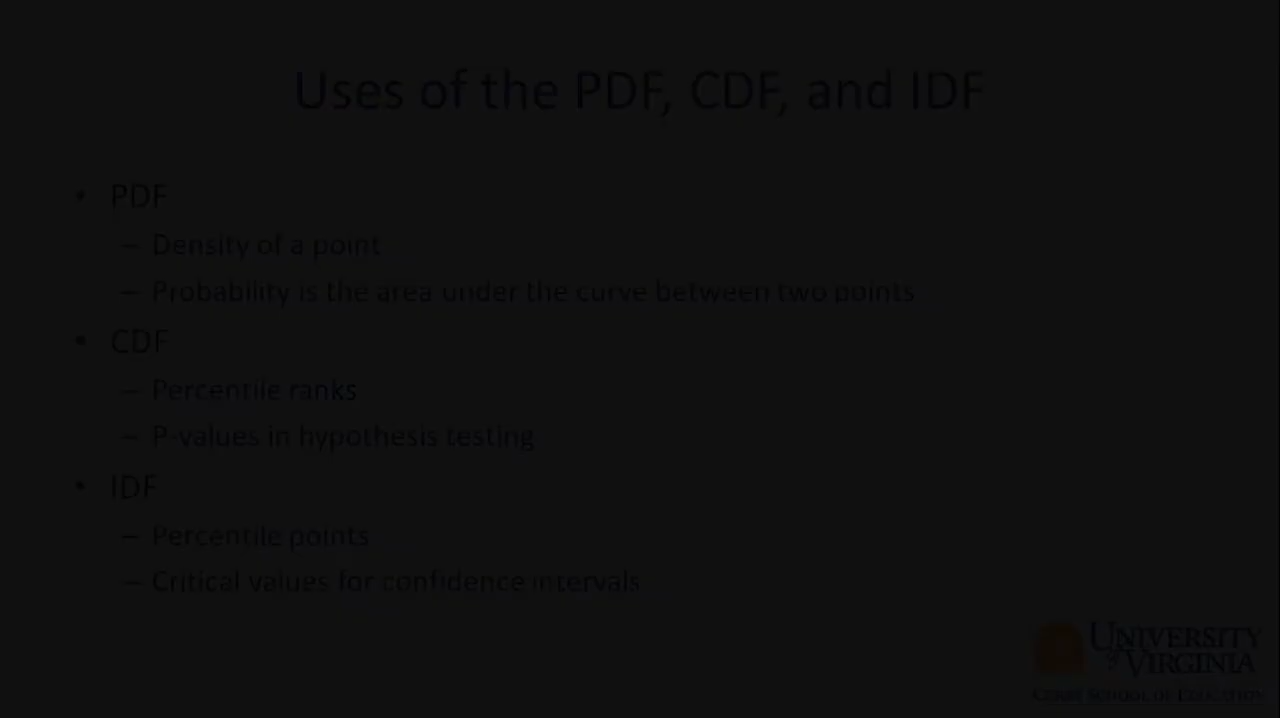 Uses of the PDF, CDF, and IDF
• PDF
– Density of a point
– Probability is the area under the curve between two points
• CDF
– Percentile ranks
– P-values in hypothesis testing
• IDF
– Percentile points
– Critical values for confidence intervals
UNIVERSITY
of VIRGINIA
CURRY SCHOOL OF EDUCATION